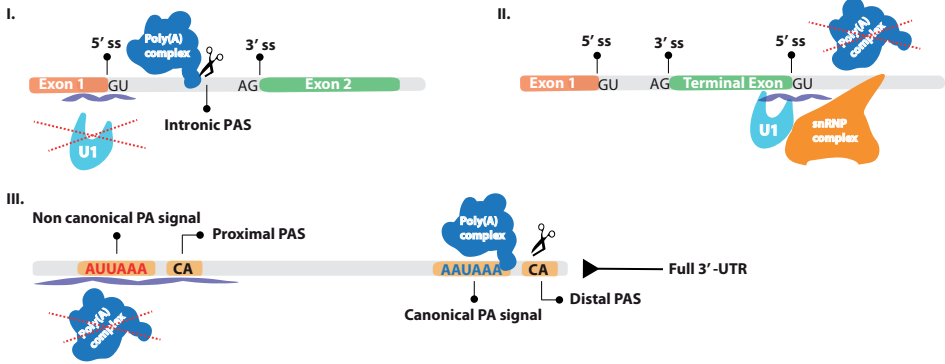 I.
5′ ss
Poly(A)
complex
3′ ss
Exon 1
GU
AG
Exon 2
Intronic PAS
U1
II.
5′ ss
3′ ss
5′ ss
Poly(A)
complex
Exon 1
GU
AG
Terminal Exon
GU
U1
snRNP
complex
III.
Non canonical PA signal
Proximal PAS
AUUAAA
CA
Poly(A)
complex
Poly(A)
complex
AAUAAA
CA
Full 3′-UTR
Distal PAS
Canonical PA signal